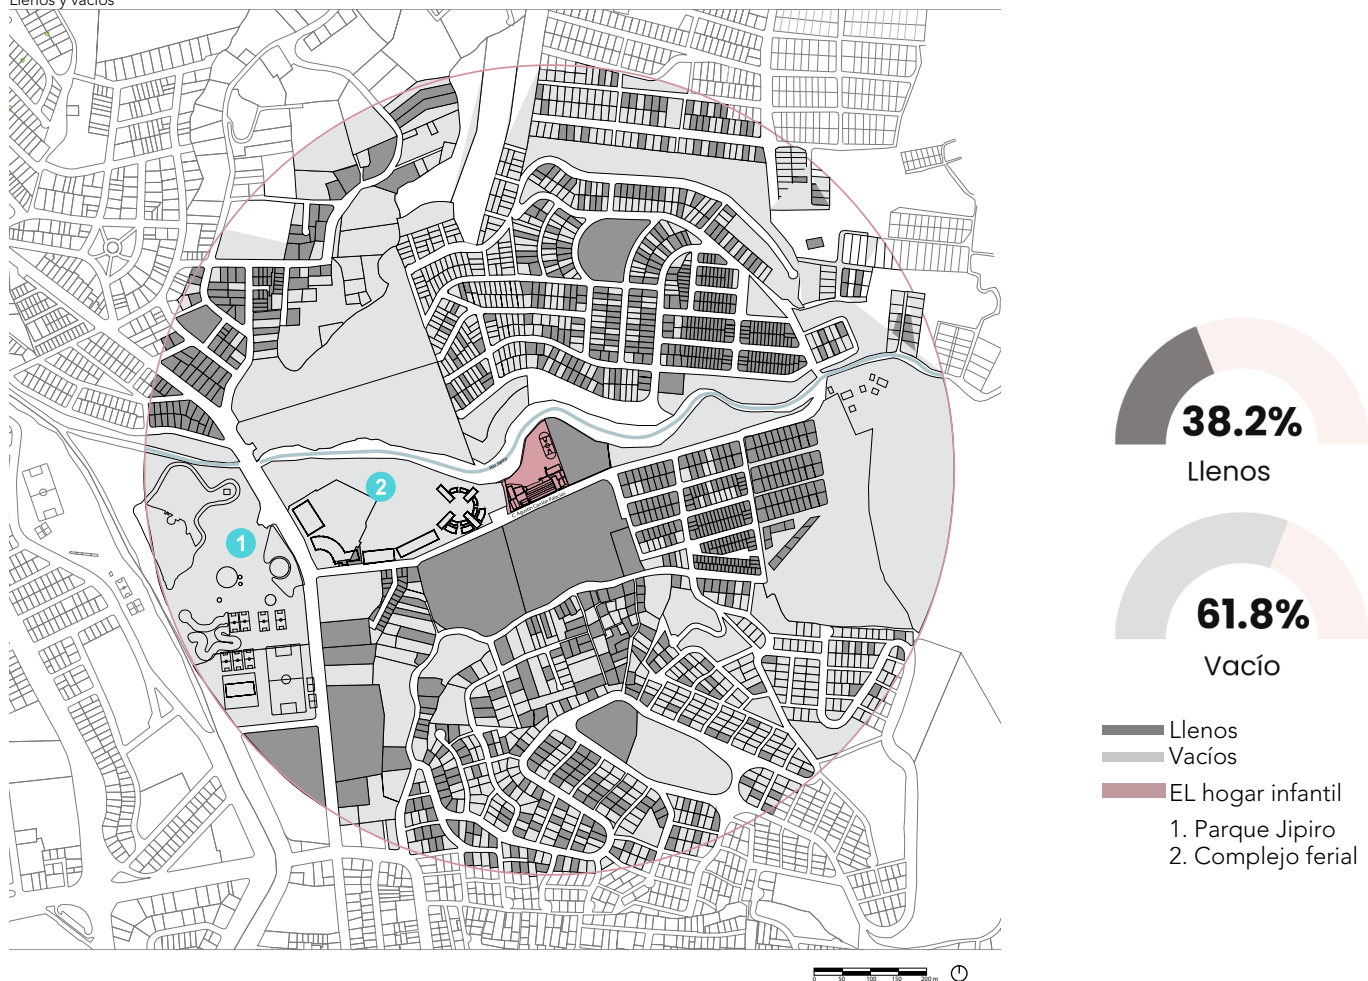 Llenos y vacíos
2
1
38.2%
Llenos
61.8%
Vacío
Llenos
Vacíos
EL hogar infantil
1. Parque Jipiro
2. Complejo ferial
0 50 100 150 200 m